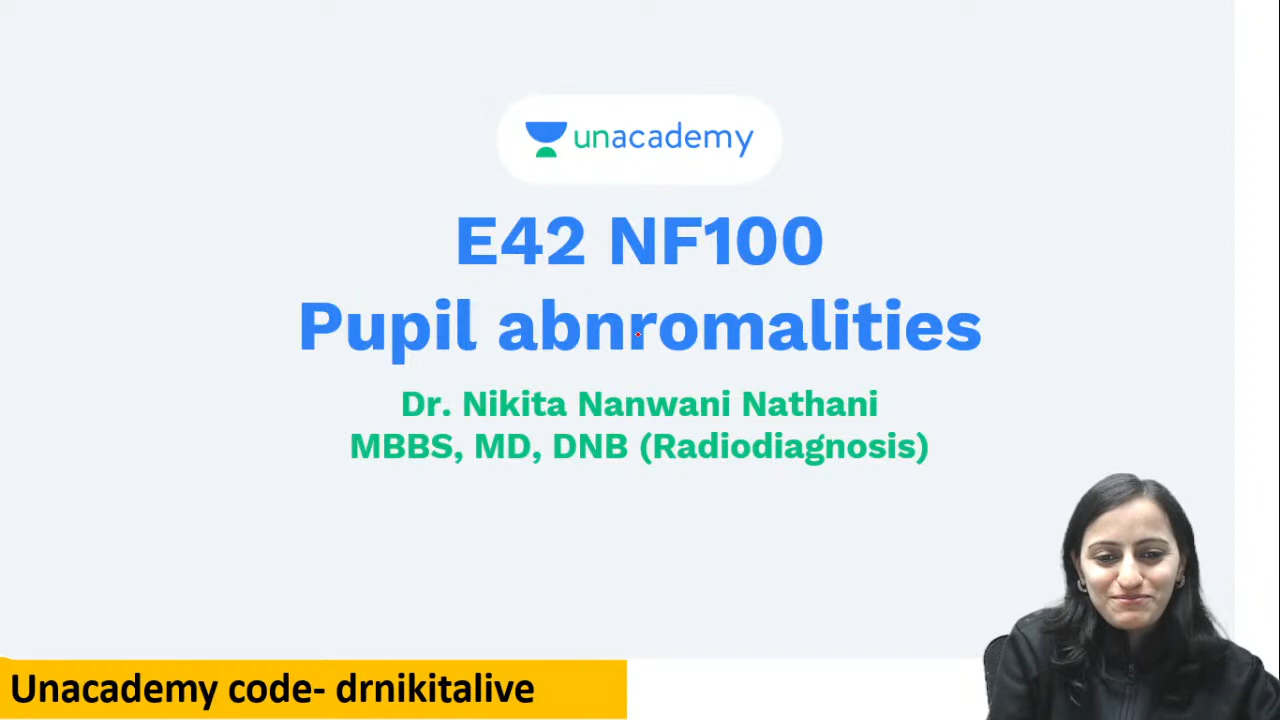 unacademy
E42 NF100
Pupil abnromalities
Dr. Nikita Nanwani Nathani
MBBS, MD, DNB (Radiodiagnosis)
Unacademy code- drnikitalive